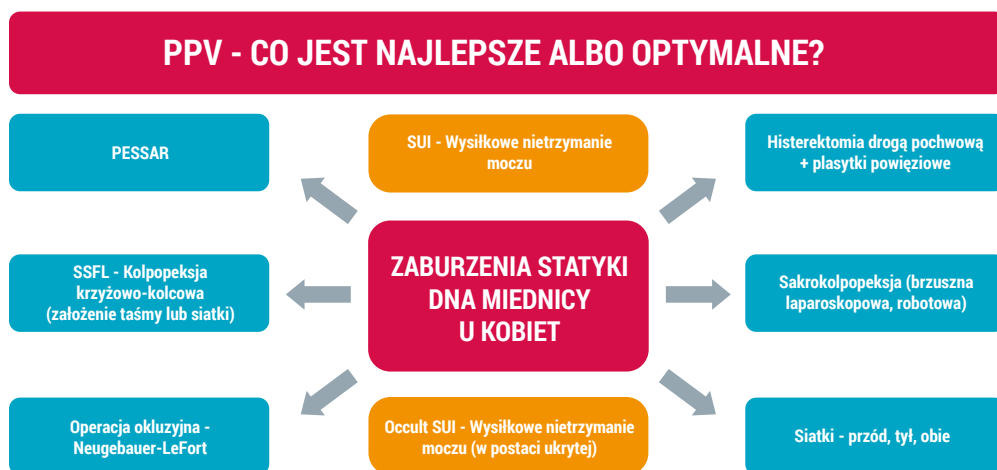 PPV - CO JEST NAJLEPSZE ALBO OPTYMALNE?
PESSAR
SUI - Wysiłkowe nietrzymanie
moczu
Histerektomia drogą pochwową
+ plasytki powięziowe
SSFL - Kolpopeksja
krzyżowo-kolcowa
(założenie taśmy lub siatki)
ZABURZENIA STATYKI
DNA MIEDNICY
U KOBIET
Sakrokolpopeksja (brzuszna
laparoskopowa, robotowa)
Operacja okluzyjna -
Neugebauer-LeFort
Occult SUI - Wysiłkowe nietrzymanie
moczu (w postaci ukrytej)
Siatki - przód, tył, obie